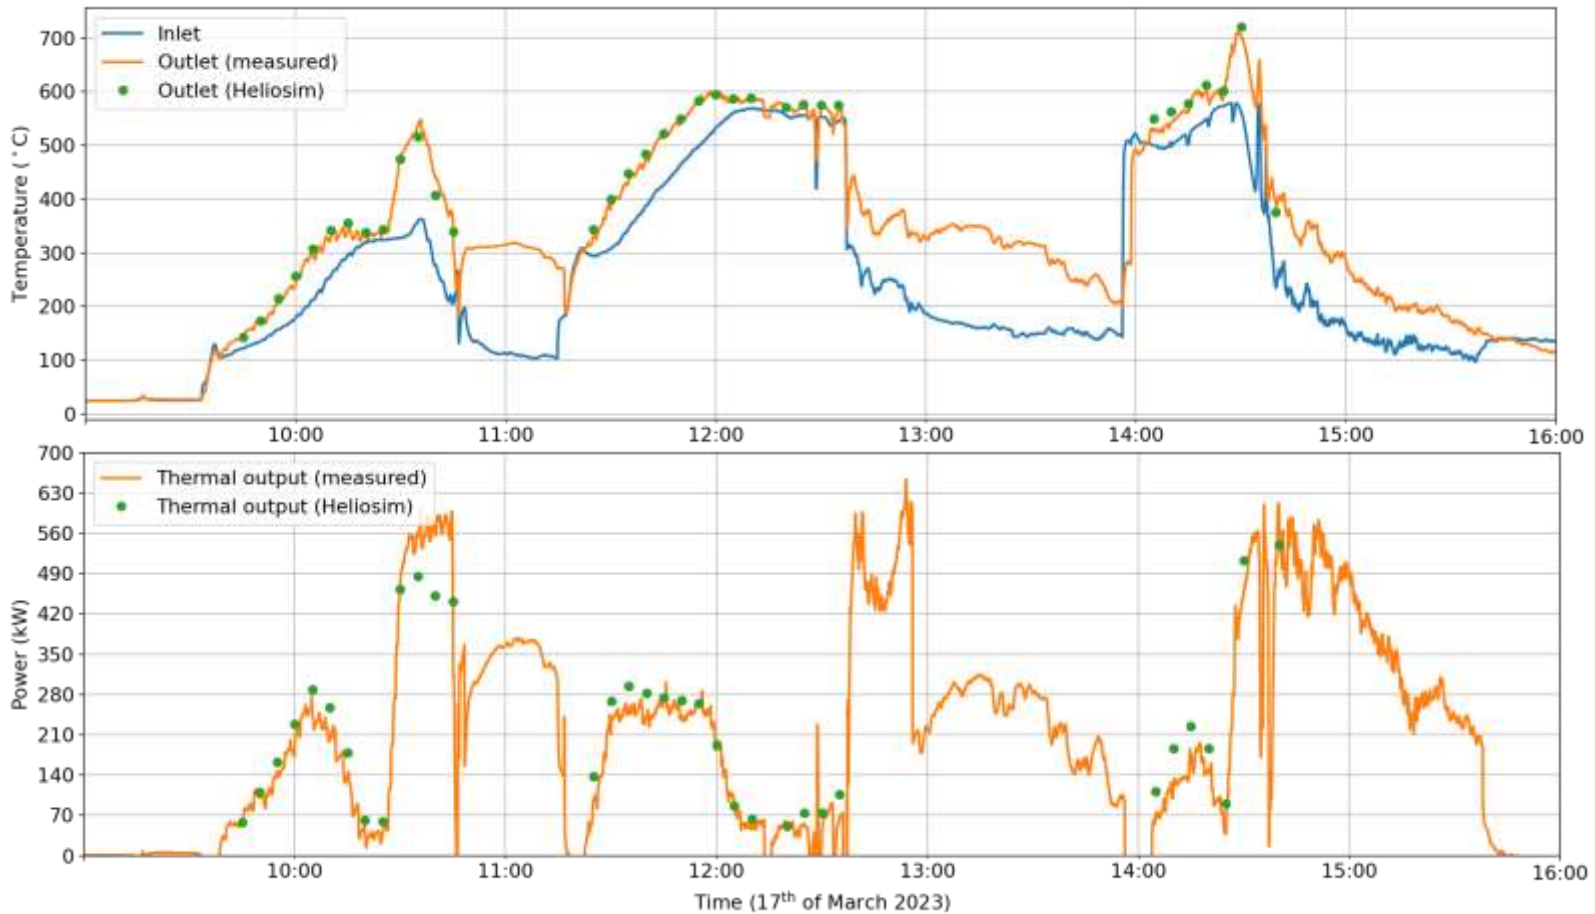 700
600
500
400
300
200
100
0
Temperature (°C)
Inlet
Outlet (measured)
Outlet (Heliosim)
10:00 11:00 12:00 13:00 14:00 15:00 16:00
700
630
560
490
420
350
280
210
140
70
0
Power (kW)
Thermal output (measured)
Thermal output (Heliosim)
10:00 11:00 12:00 13:00 14:00 15:00 16:00
Time (17th of March 2023)